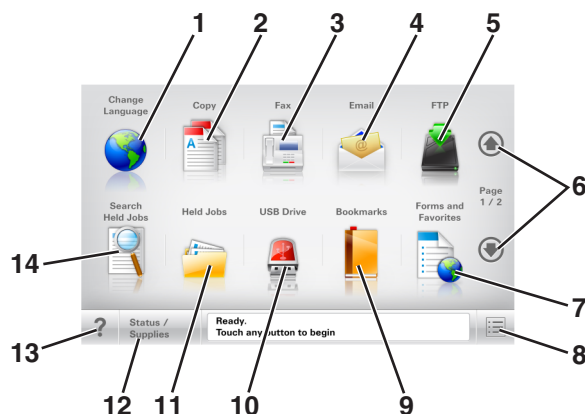 1 2 3 4 5
Change
Language
Copy
Fax
Email
FTP
A
@
6
Page
1 / 2
Search
Held Jobs
Held Jobs
USB Drive
Bookmarks
Forms and
Favorites
14
7
?
Status /
Supplies
Ready.
Touch any button to begin
8
13
12 11 10 9